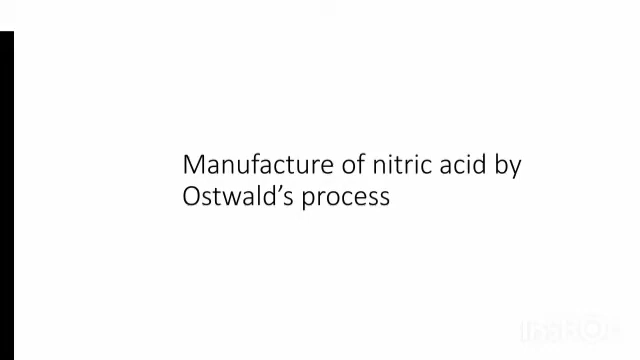 Manufacture of nitric acid by
Ostwald's process